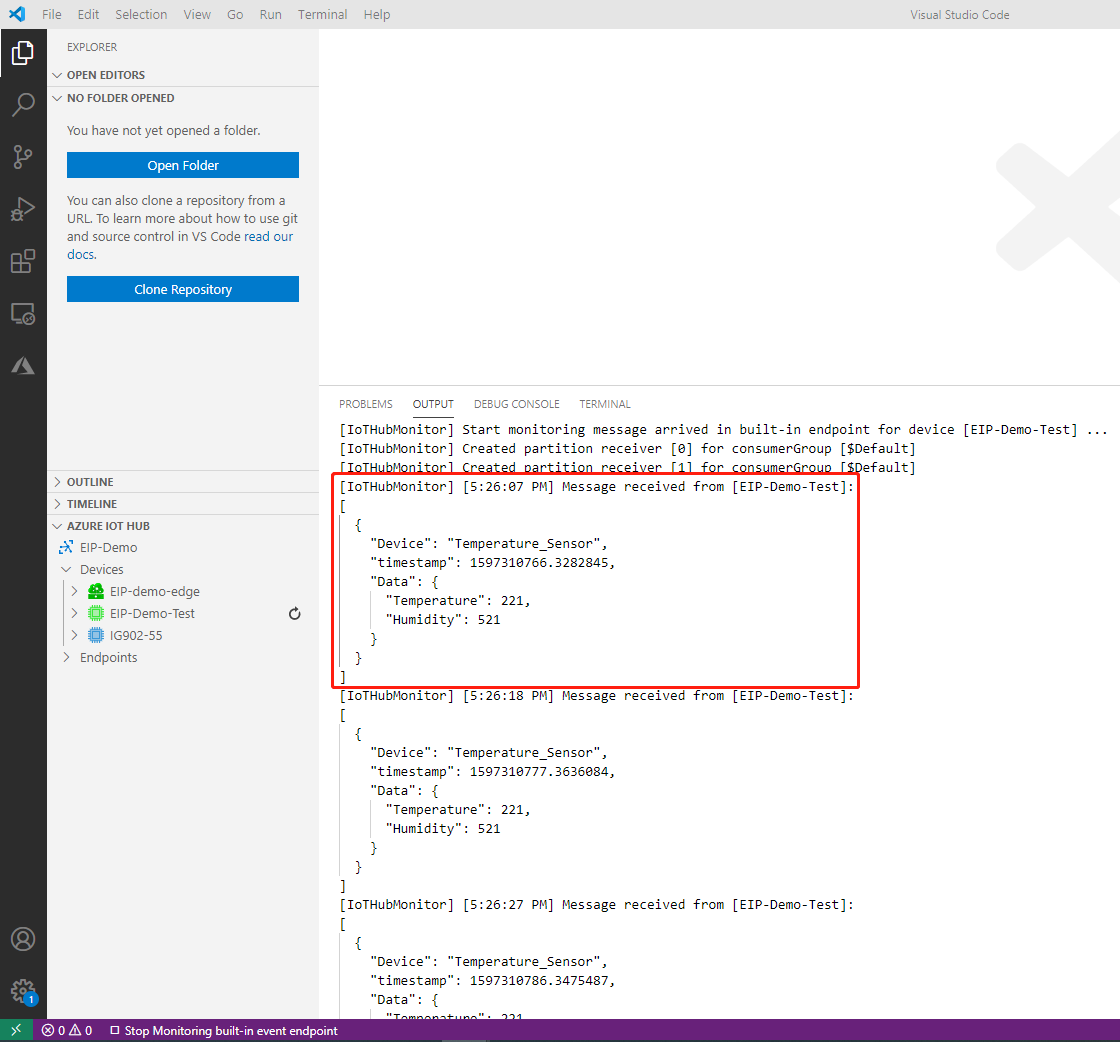 File Edit Selection View Go Run Terminal Help Visual Studio Code
EXPLORER
OPEN EDITORS
NO FOLDER OPENED
You have not yet opened a folder.
Open Folder
You can also clone a repository from a
URL. To learn more about how to use git
and source control in VS Code read our
docs.
Clone Repository
OUTLINE
TIMELINE
AZURE IOT HUB
EIP-Demo
Devices
EIP-demo-edge
EIP-Demo-Test
IG902-55
Endpoints
1
PROBLEMS OUTPUT DEBUG CONSOLE TERMINAL
[IoTHubMonitor] Start monitoring message arrived in built-in endpoint for device [EIP-Demo-Test] ...
[IoTHubMonitor] Created partition receiver [0] for consumerGroup [$Default]
[IoTHubMonitor] Created partition receiver [1] for consumerGroup [$Default]
[IoTHubMonitor] [5:26:07 PM] Message received from [EIP-Demo-Test]:
[
{
"Device": "Temperature_Sensor",
"timestamp": 1597310766.3282845,
"Data": {
"Temperature": 221,
"Humidity": 521
}
}
]
[IoTHubMonitor] [5:26:18 PM] Message received from [EIP-Demo-Test]:
[
{
"Device": "Temperature_Sensor",
"timestamp": 1597310777.3636084,
"Data": {
"Temperature": 221,
"Humidity": 521
}
}
]
[IoTHubMonitor] [5:26:27 PM] Message received from [EIP-Demo-Test]:
[
{
"Device": "Temperature_Sensor",
"timestamp": 1597310786.3475487,
"Data": {
"Temperature": 221
0 0 Stop Monitoring built-in event endpoint